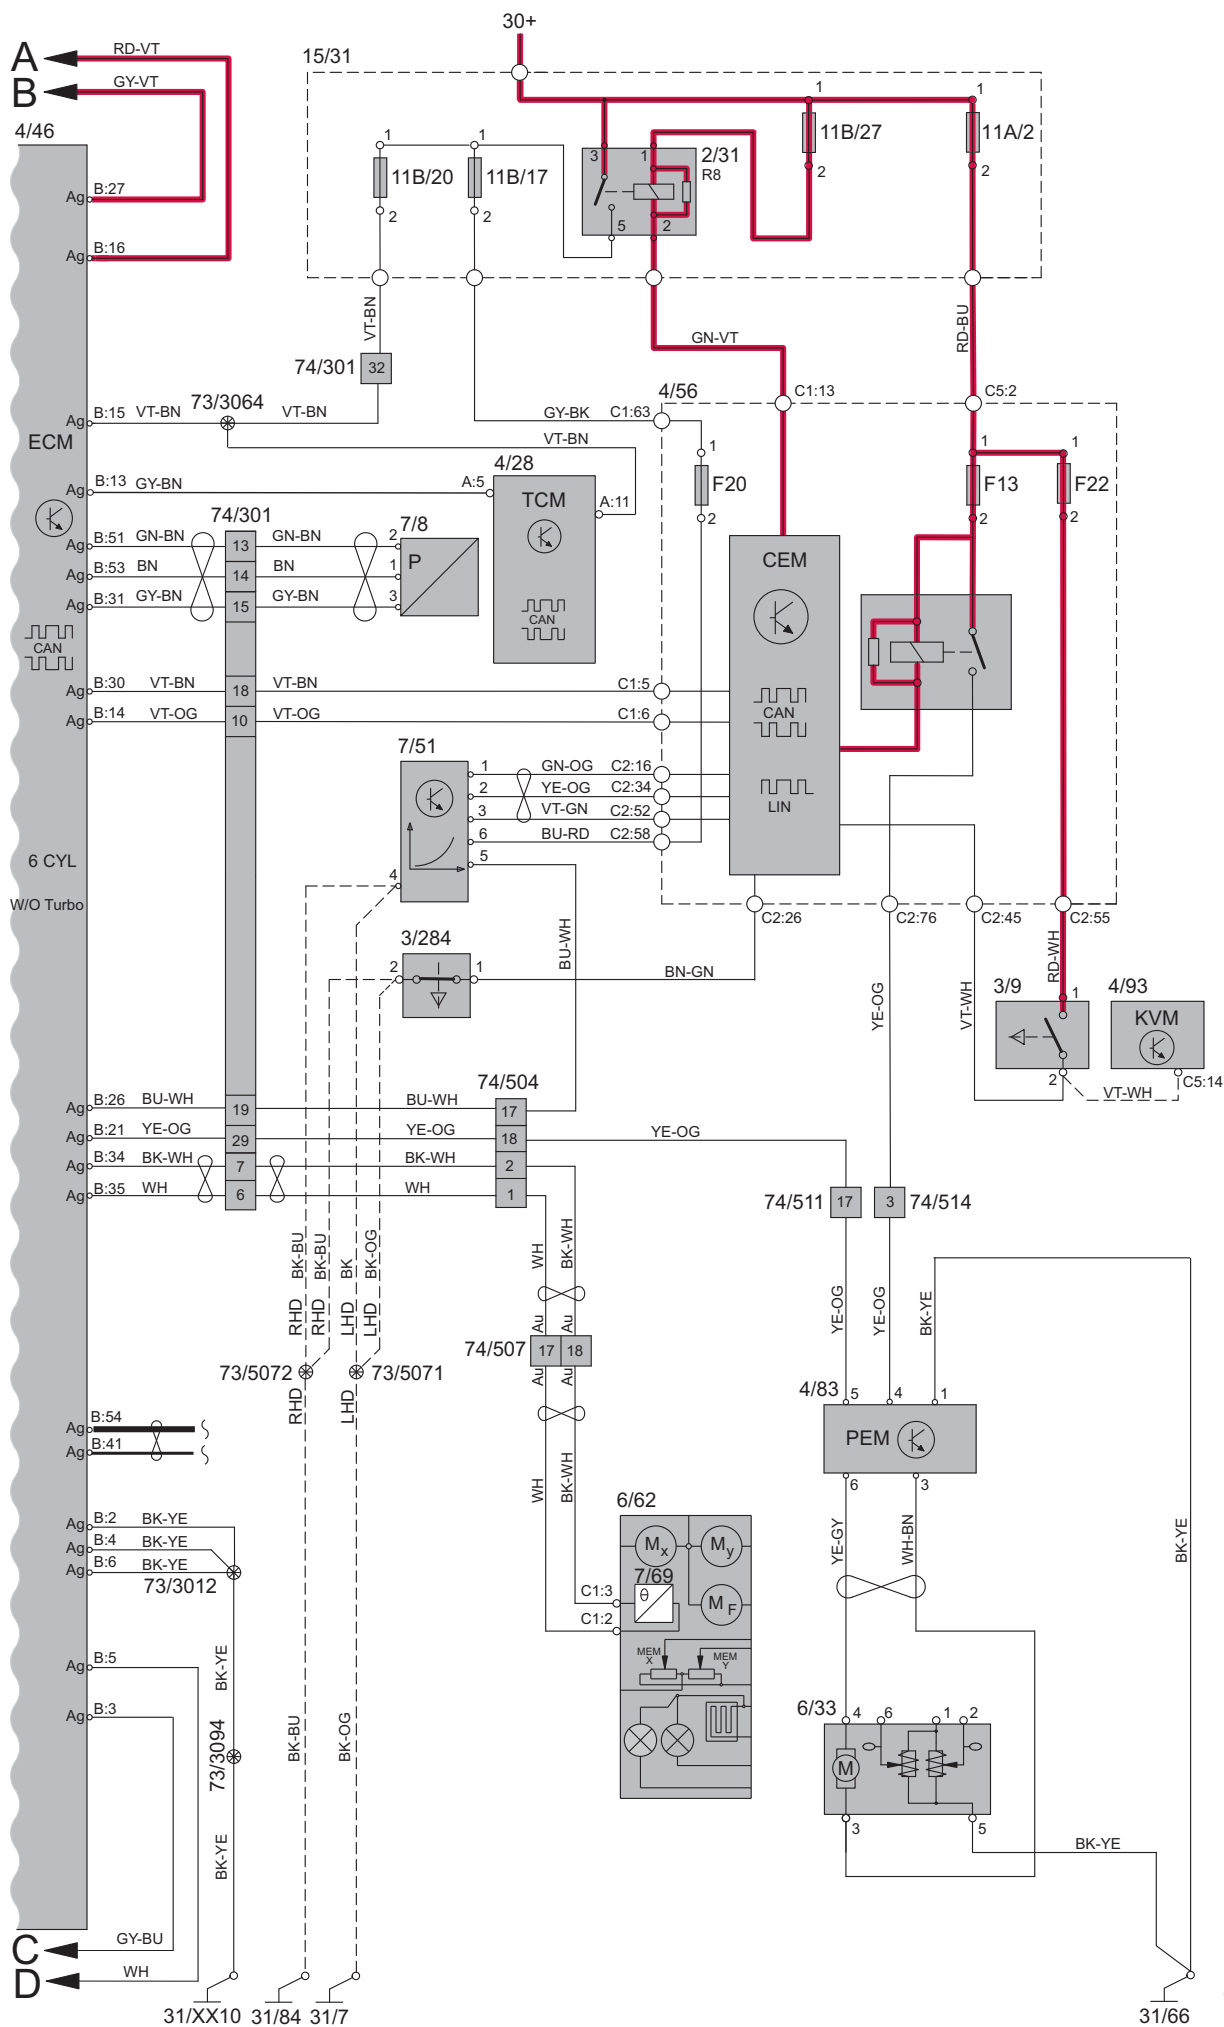 30+
A RD-VT
15/31
B GY-VT
4/46
1 1 1 1
11B/20 11B/17 3 1 2/31 R8 11B/27 11A/2
Ag B:27
2 2 5 2 2 2
Ag B:16
VT-BN
GN-VT
RD-BU
74/301 32
4/56 C1:13 C5:2
73/3064
Ag B:15 VT-BN VT-BN
GY-BK C1:63
ECM
VT-BN
1 1 1
4/28
F20 F13 F22
Ag B:13 GY-BN A:5 TCM A:11
2 2 2
74/301 7/8
Ag B:51 GN-BN 13 GN-BN 2 P
CEM
Ag B:53 BN 14 BN 1
Ag B:31 GY-BN 15 GY-BN 3
CAN
CAN
Ag B:30 VT-BN 18 VT-BN C1:5
CAN
Ag B:14 VT-OG 10 VT-OG C1:6
7/51
1 GN-OG C2:16
2 YE-OG C2:34
LIN
3 VT-GN C2:52
6 BU-RD C2:58
5
6 CYL
4
W/O Turbo
C2:26 C2:76 C2:45 C2:55
BU-WH
3/284
2 1 BN-GN
YE-OG
VT-WH
RD-WH
3/9 1 4/93
KVM
2 C5:14
VT-WH
74/504
Ag B:26 BU-WH 19 BU-WH 17
Ag B:21 YE-OG 29 YE-OG 18 YE-OG
Ag B:34 BK-WH 7 BK-WH 2
Ag B:35 WH 6 WH 1
74/511 17 3 74/514
RHD BK-BU
RHD BK-BU
LHD BK
LHD BK-OG
WH
BK-WH
YE-OG
YE-OG
BK-YE
Au Au
74/507 17 18
Au Au
73/5072 73/5071
RHD
LHD
4/83 5 4 1
PEM
6 3
Ag B:54
Ag B:41
WH
BK-WH
6/62
Mx My
Ag B:2 BK-YE
Ag B:4 BK-YE
Ag B:6 BK-YE
73/3012
YE-GY
WH-BN
BK-YE
7/69
θ
C1:3
MF
C1:2
MEM X
MEM Y
Ag B:5
BK-YE
Ag B:3
73/3094
BK-BU
BK-OG
6/33 4 6 1 2
M
3 5
BK-YE
BK-YE
C GY-BU
D WH
31/XX10 31/84 31/7 31/66